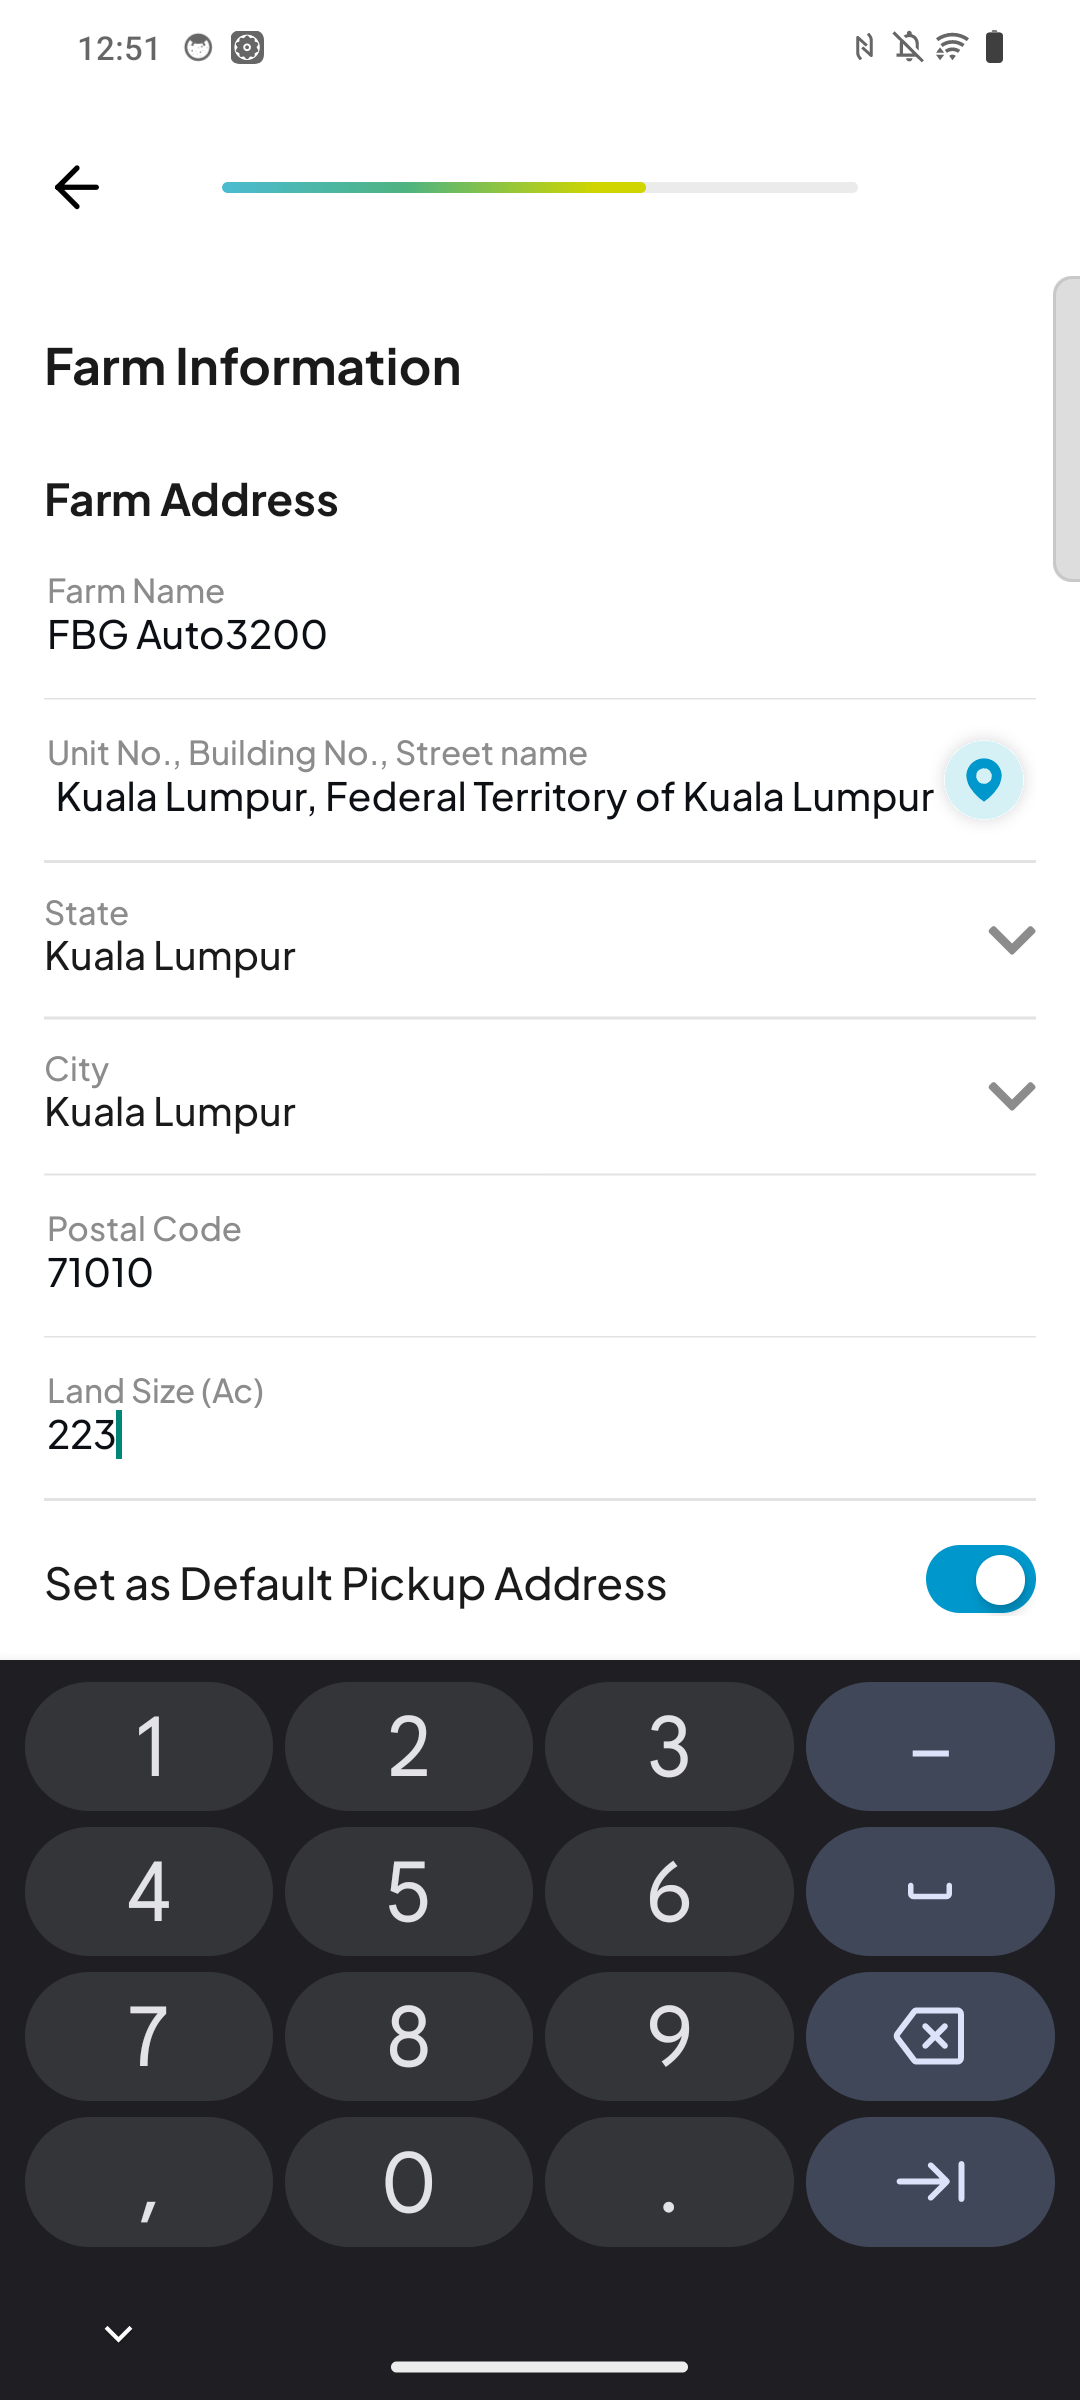 12:51
Farm Information
Farm Address
Farm Name
FBG Auto3200
Unit No., Building No., Street name
Kuala Lumpur, Federal Territory of Kuala Lumpur
State
Kuala Lumpur
City
Kuala Lumpur
Postal Code
71010
Land Size (Ac)
223
Set as Default Pickup Address
1 2 3 –
4 5 6
7 8 9
, 0 .